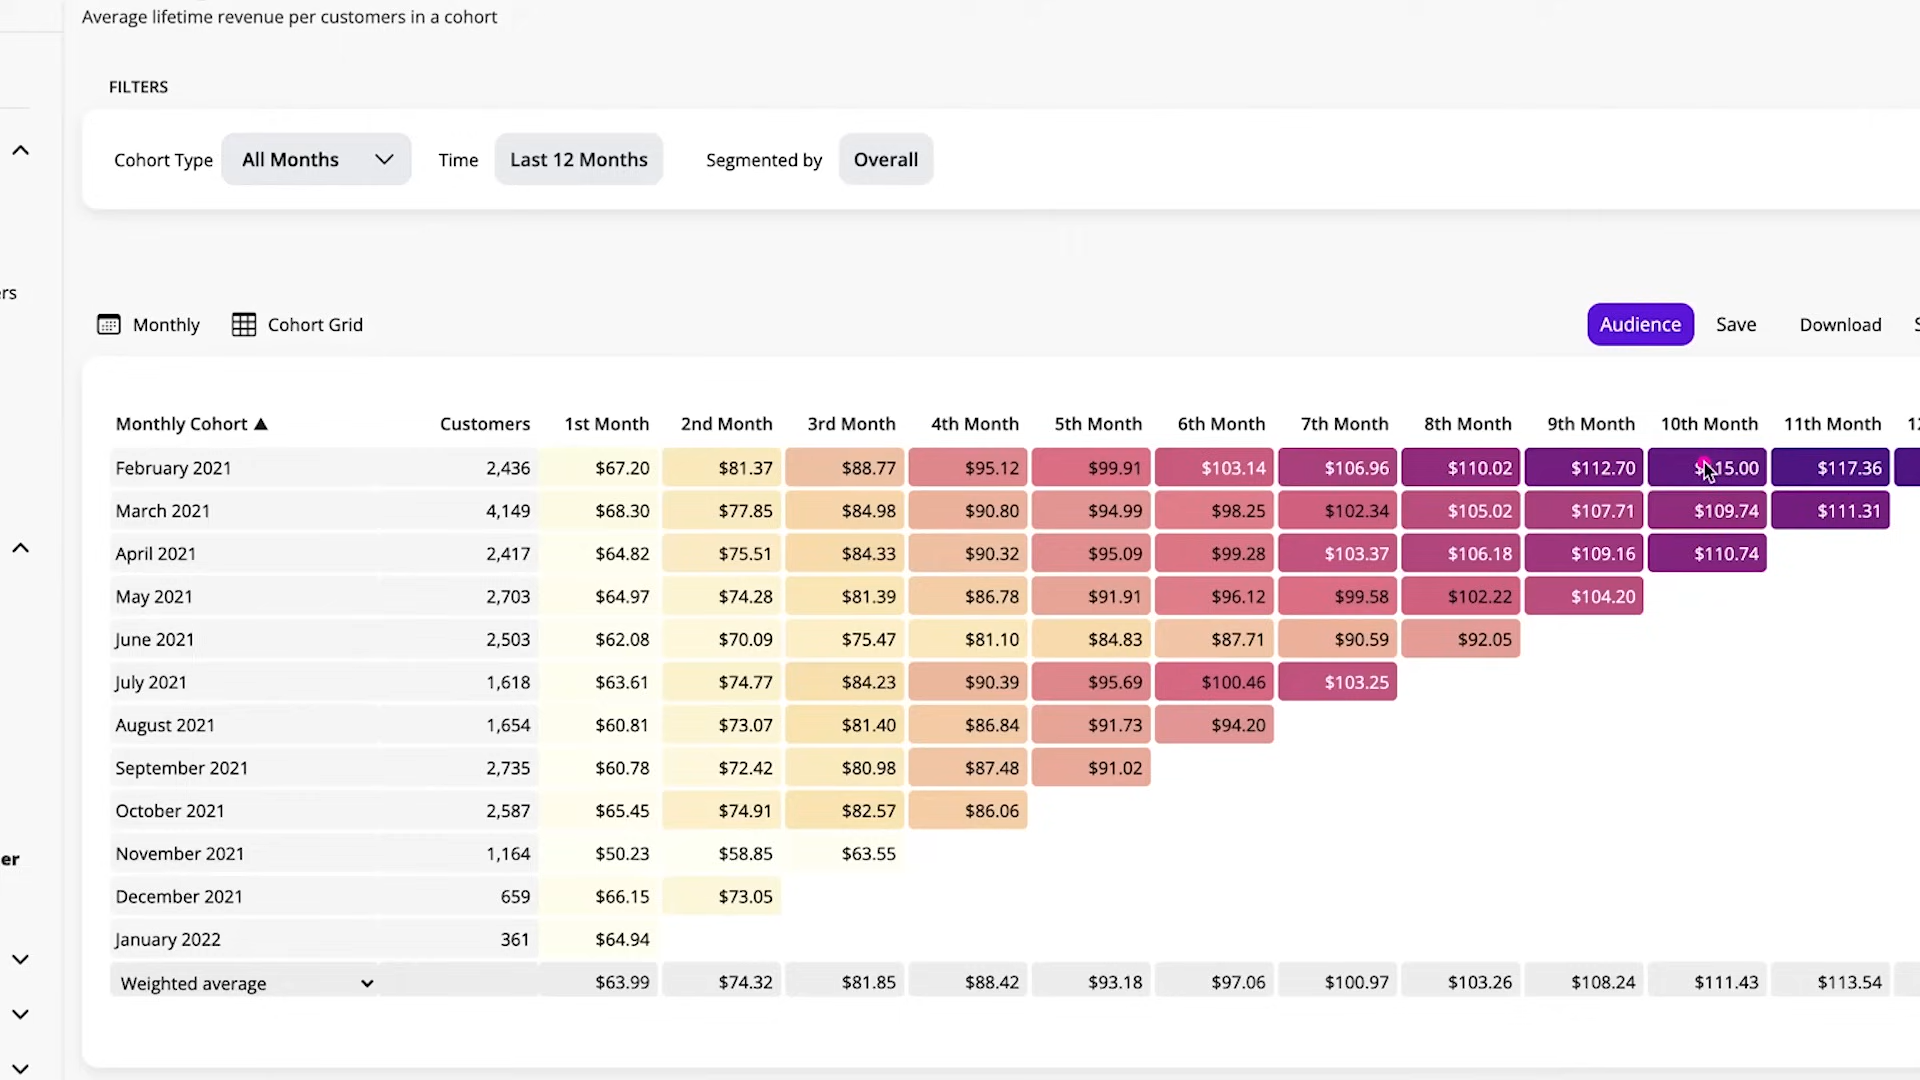 Average lifetime revenue per customers in a cohort
FILTERS
Cohort Type All Months Time Last 12 Months Segmented by Overall
ers
Monthly Cohort Grid Audience Save Download S
Monthly Cohort ▲ Customers 1st Month 2nd Month 3rd Month 4th Month 5th Month 6th Month 7th Month 8th Month 9th Month 10th Month 11th Month 12
February 2021 2,436 $67.20 $81.37 $88.77 $95.12 $99.91 $103.14 $106.96 $110.02 $112.70 $115.00 $117.36
March 2021 4,149 $68.30 $77.85 $84.98 $90.80 $94.99 $98.25 $102.34 $105.02 $107.71 $109.74 $111.31
April 2021 2,417 $64.82 $75.51 $84.33 $90.32 $95.09 $99.28 $103.37 $106.18 $109.16 $110.74
May 2021 2,703 $64.97 $74.28 $81.39 $86.78 $91.91 $96.12 $99.58 $102.22 $104.20
June 2021 2,503 $62.08 $70.09 $75.47 $81.10 $84.83 $87.71 $90.59 $92.05
July 2021 1,618 $63.61 $74.77 $84.23 $90.39 $95.69 $100.46 $103.25
August 2021 1,654 $60.81 $73.07 $81.40 $86.84 $91.73 $94.20
September 2021 2,735 $60.78 $72.42 $80.98 $87.48 $91.02
October 2021 2,587 $65.45 $74.91 $82.57 $86.06
November 2021 1,164 $50.23 $58.85 $63.55
er
December 2021 659 $66.15 $73.05
January 2022 361 $64.94
Weighted average $63.99 $74.32 $81.85 $88.42 $93.18 $97.06 $100.97 $103.26 $108.24 $111.43 $113.54